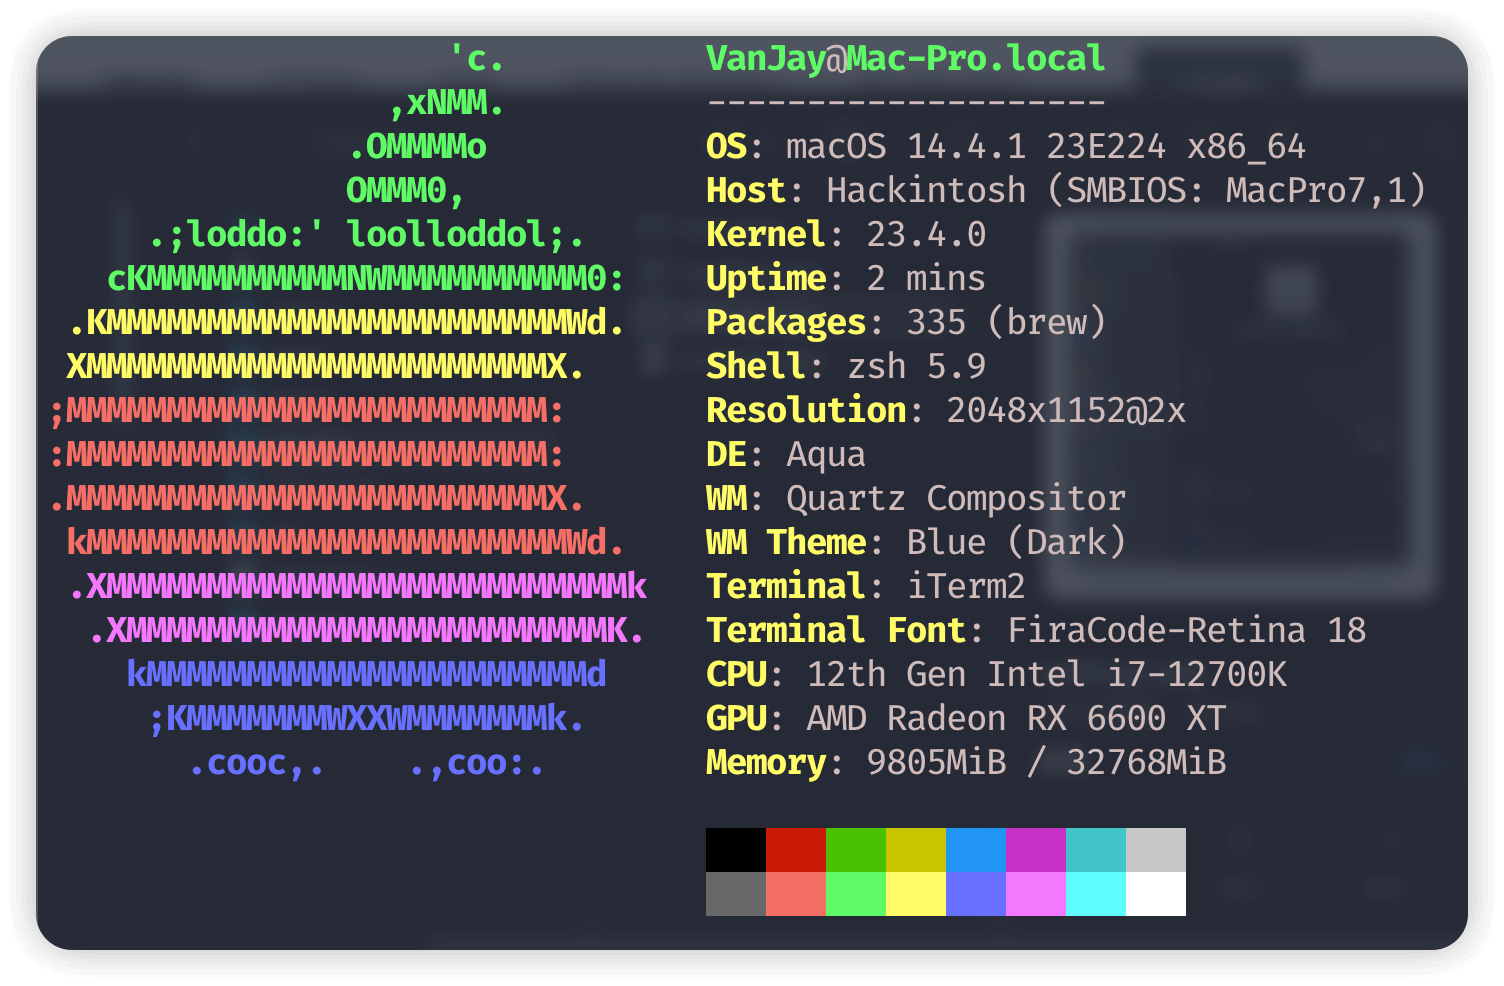 'c.
,xNMM.
.OMMMMo
OMMM0,
.;loddo:' loolloddol;.
cKMMMMMMMMMMNWMMMMMMMMMM0:
.KMMMMMMMMMMMMMMMMMMMMMMMWd.
XMMMMMMMMMMMMMMMMMMMMMMMX.
;MMMMMMMMMMMMMMMMMMMMMMMM:
:MMMMMMMMMMMMMMMMMMMMMMMM:
.MMMMMMMMMMMMMMMMMMMMMMMMX.
kMMMMMMMMMMMMMMMMMMMMMMMMWd.
.XMMMMMMMMMMMMMMMMMMMMMMMMMMk
.XMMMMMMMMMMMMMMMMMMMMMMMMK.
kMMMMMMMMMMMMMMMMMMMMMMd
;KMMMMMMMWXXWMMMMMMMk.
.cooc,. .,coo:.
VanJay@Mac-Pro.local
--------------------
OS: macOS 14.4.1 23E224 x86_64
Host: Hackintosh (SMBIOS: MacPro7,1)
Kernel: 23.4.0
Uptime: 2 mins
Packages: 335 (brew)
Shell: zsh 5.9
Resolution: 2048x1152@2x
DE: Aqua
WM: Quartz Compositor
WM Theme: Blue (Dark)
Terminal: iTerm2
Terminal Font: FiraCode-Retina 18
CPU: 12th Gen Intel i7-12700K
GPU: AMD Radeon RX 6600 XT
Memory: 9805MiB / 32768MiB